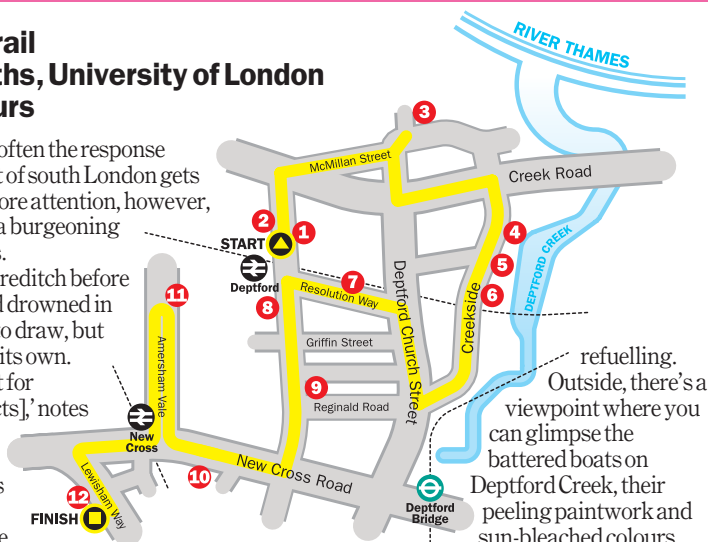 rail
ths, University of London
urs
often the response
t of south London gets
ore attention, however,
a burgeoning
s.
reditch before
d drowned in
to draw, but
its own.
t for
cts],' notes
s
RIVER THAMES
3
McMillan Street
Creek Road
2
1
START
Deptford
4
5
6
DEPTFORD CREEK
7
Resolution Way
8
Deptford Church Street
Creekside
11
Amersham Vale
Griffin Street
9
Reginald Road
New
Cross
10
New Cross Road
Lewisham Way
12
FINISH
Deptford
Bridge
refuelling.
Outside, there's a
viewpoint where you
can glimpse the
battered boats on
Deptford Creek, their
peeling paintwork and
sun-bleached colours